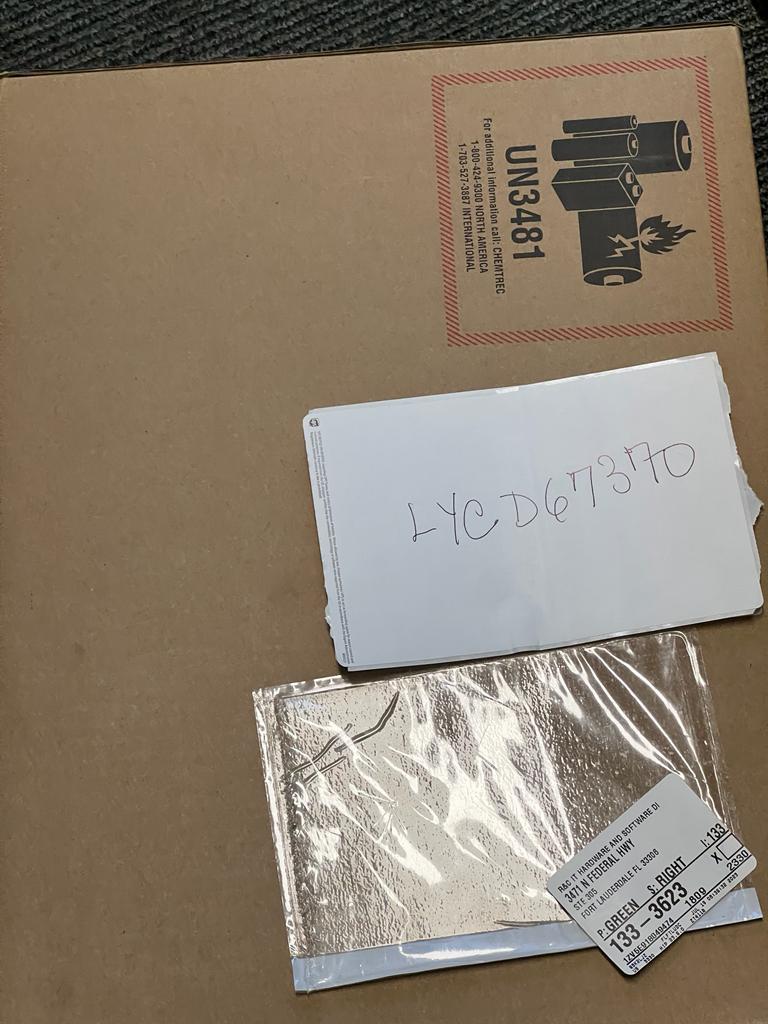 UN3481
For additional information call: CHEMTREC
1-800-424-9300 NORTH AMERICA
1-703-527-3887 INTERNATIONAL
LYCD67370
R&G IT HARDWARE AND SOFTWARE DI
3471 N FEDERAL HWY
STE 305
FORT LAUDERDALE FL 33306
P:GREEN S:RIGHT I:133
133-3623 X
1ZV5E918049474 1809 2330